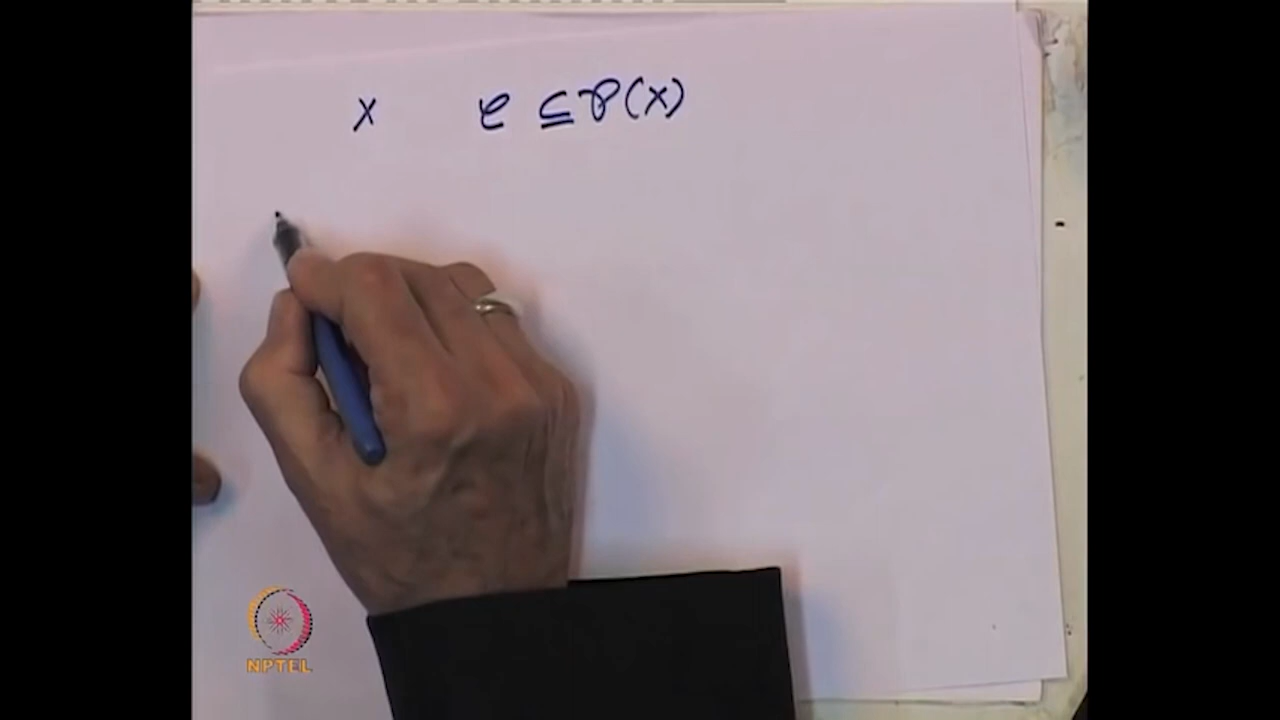 X 𝒞 ⊆ 𝒫(X)
NPTEL